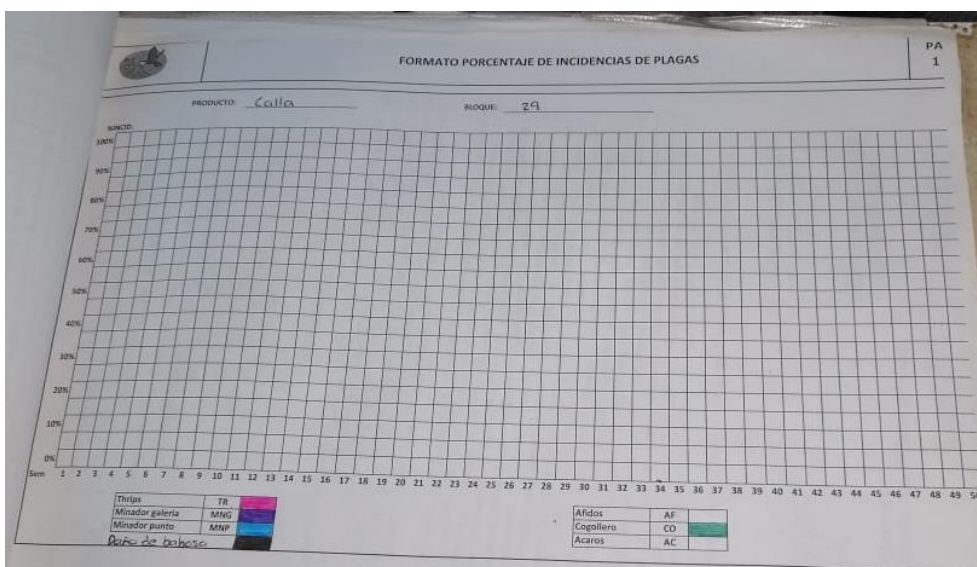 PA
FORMATO PORCENTAJE DE INCIDENCIAS DE PLAGAS 1
PRODUCTO: Calla BLOQUE: 29
%INCID.
100%
90%
80%
70%
60%
50%
40%
30%
20%
10%
0%
Sem 1 2 3 4 5 6 7 8 9 10 11 12 13 14 15 16 17 18 19 20 21 22 23 24 25 26 27 28 29 30 31 32 33 34 35 36 37 38 39 40 41 42 43 44 45 46 47 48 49
Thrips TR Afidos AF
Minador galeria MNG Cogollero CO
Minador punto MNP Acaros AC
Daño de babosa